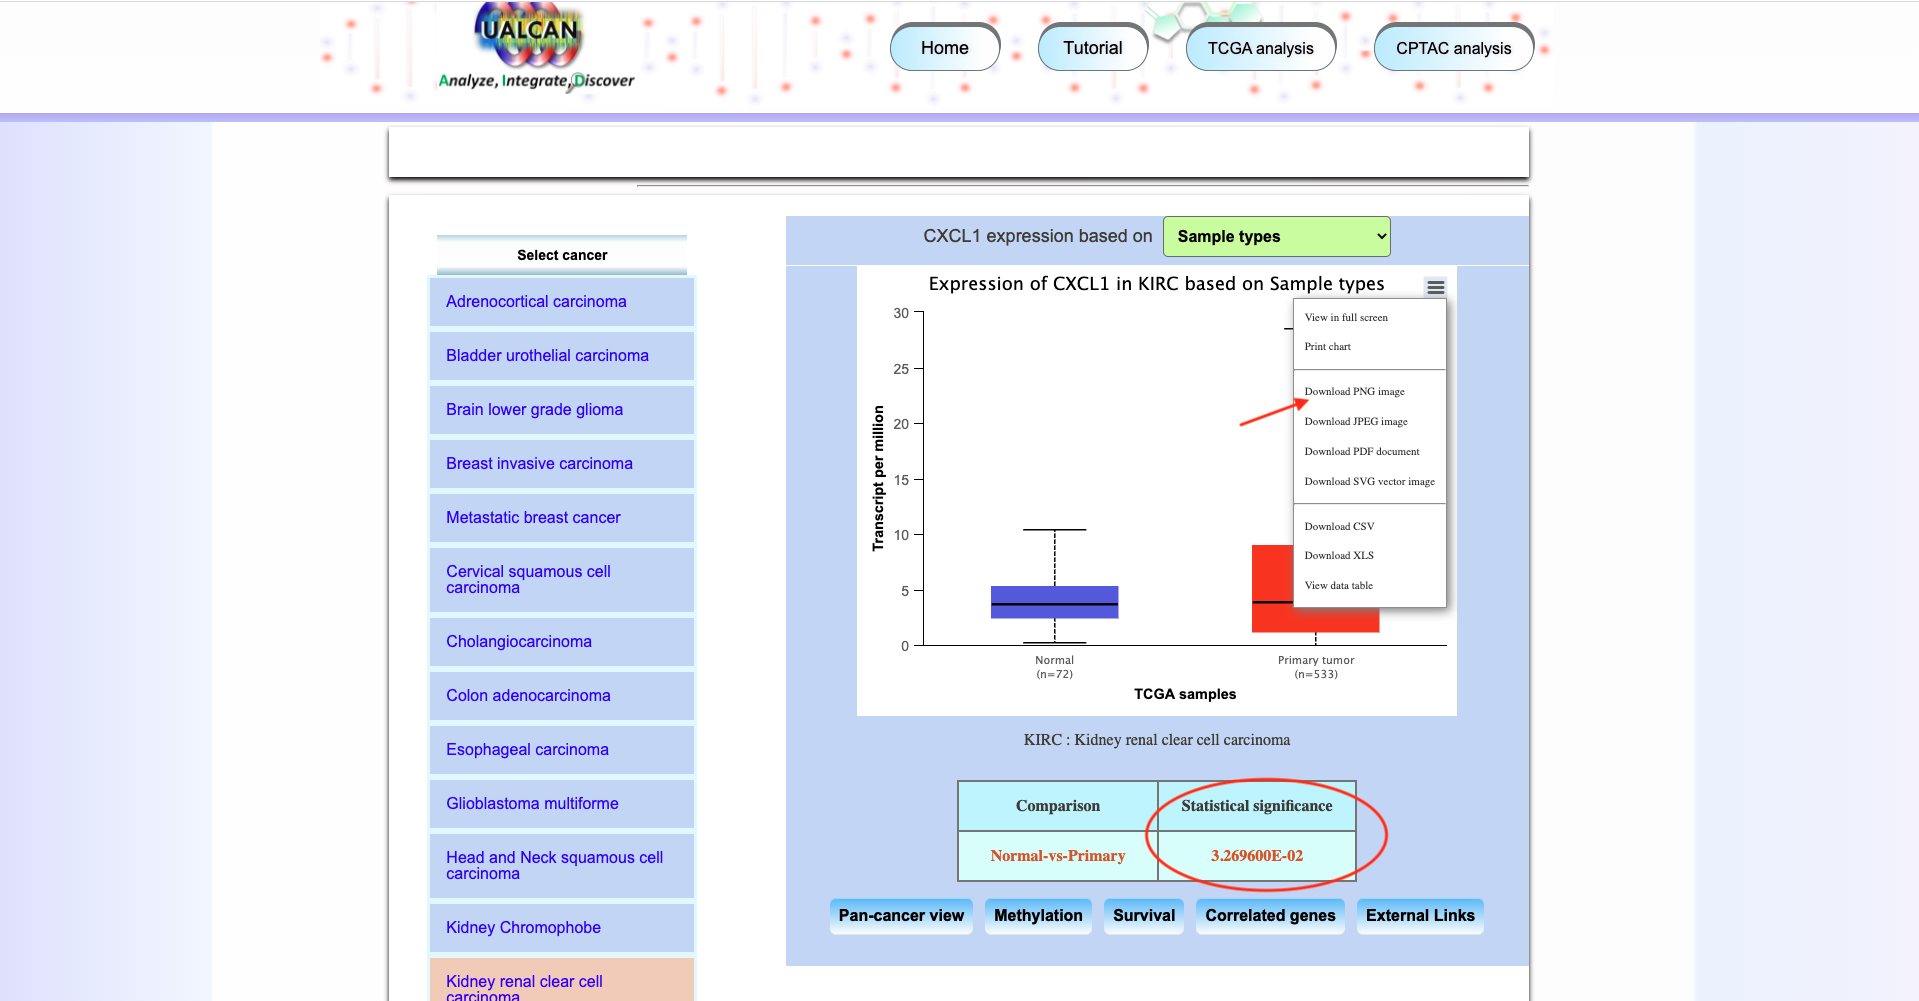 UALCAN
Analyze, Integrate, Discover
Home
Tutorial
TCGA analysis
CPTAC analysis
Select cancer
Adrenocortical carcinoma
Bladder urothelial carcinoma
Brain lower grade glioma
Breast invasive carcinoma
Metastatic breast cancer
Cervical squamous cell
carcinoma
Cholangiocarcinoma
Colon adenocarcinoma
Esophageal carcinoma
Glioblastoma multiforme
Head and Neck squamous cell
carcinoma
Kidney Chromophobe
Kidney renal clear cell
carcinoma
CXCL1 expression based on
Sample types
Expression of CXCL1 in KIRC based on Sample types
Transcript per million
30
25
20
15
10
5
0
View in full screen
Print chart
Download PNG image
Download JPEG image
Download PDF document
Download SVG vector image
Download CSV
Download XLS
View data table
Normal
(n=72)
Primary tumor
(n=533)
TCGA samples
KIRC : Kidney renal clear cell carcinoma
Comparison
Statistical significance
Normal-vs-Primary
3.269600E-02
Pan-cancer view
Methylation
Survival
Correlated genes
External Links